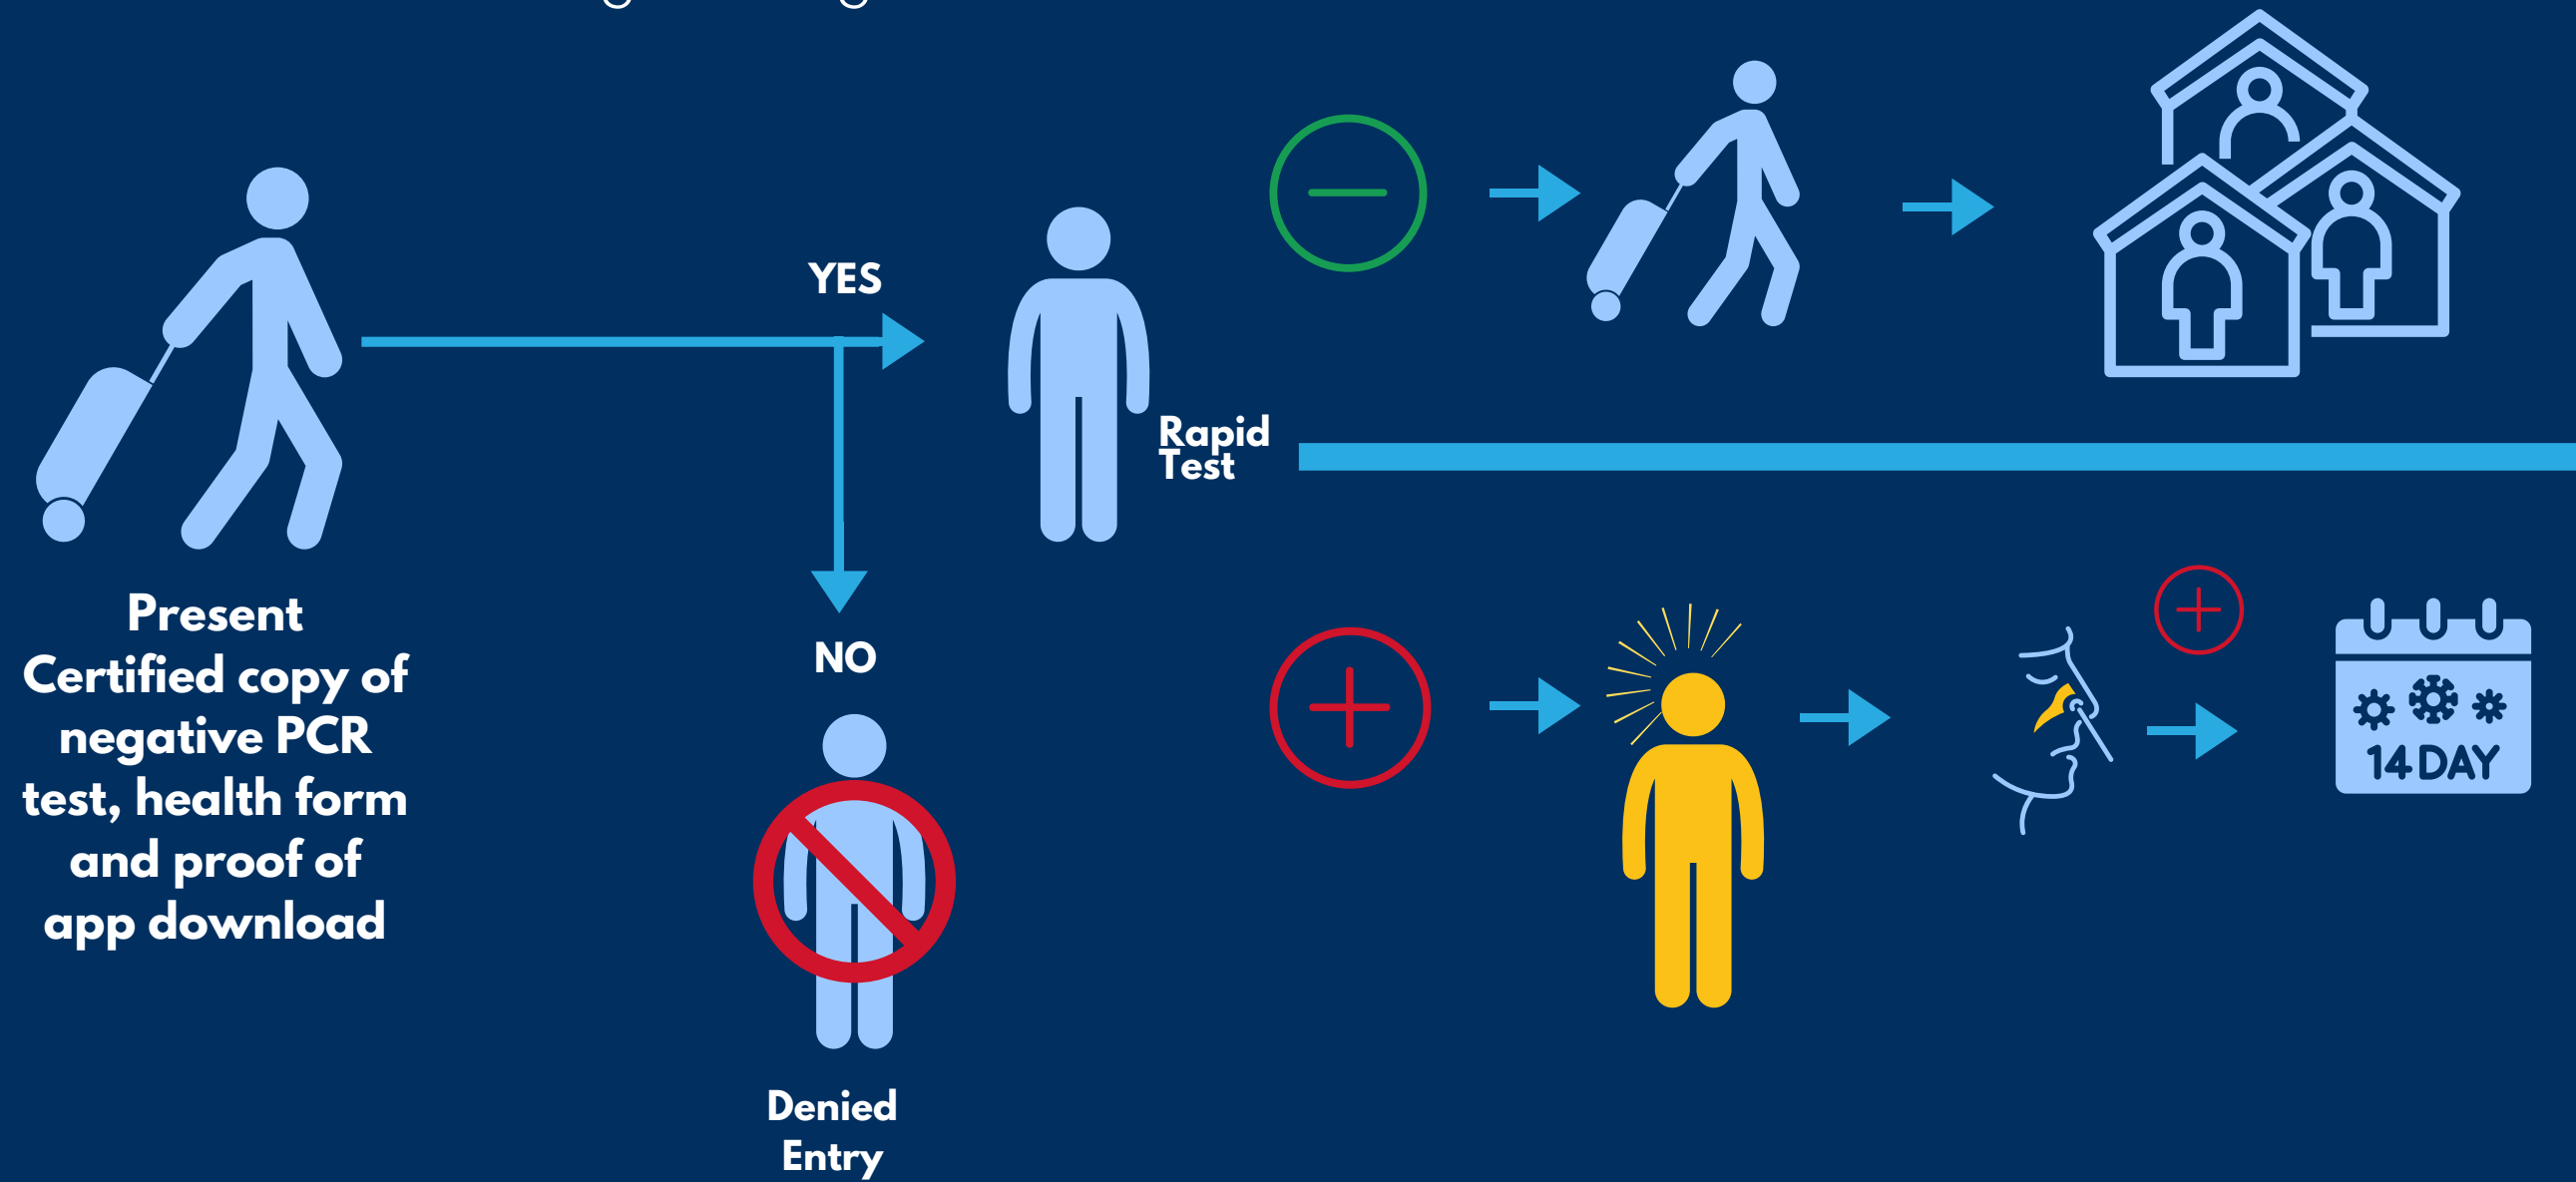 Present
Certified copy of
negative PCR
test, health form
and proof of
app download
YES
NO
Denied
Entry
Rapid
Test
14 DAY